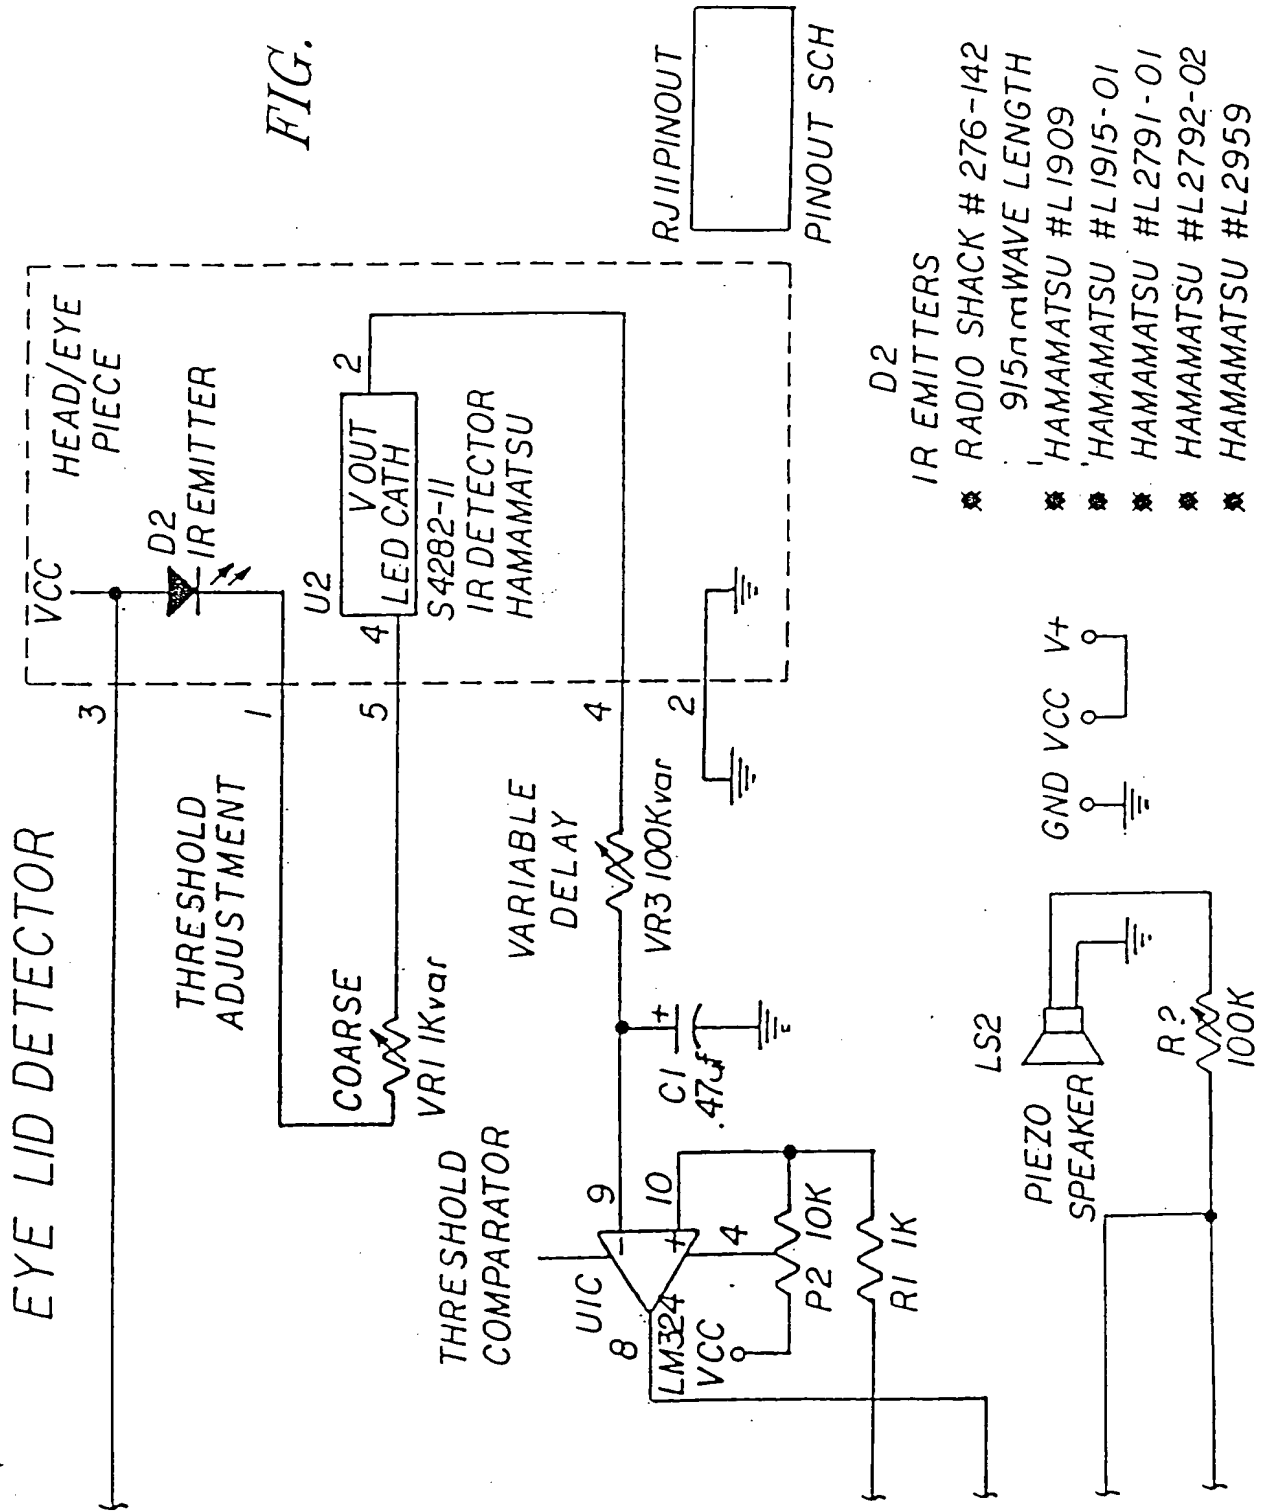 EYE LID DETECTOR
FIG.
VCC
HEAD/EYE
PIECE
3
D2
IR EMITTER
THRESHOLD
ADJUSTMENT
1
COARSE
VR1 1Kvar
5
U2
4
V OUT
LED CATH
2
S4282-11
IR DETECTOR
HAMAMATSU
THRESHOLD
COMPARATOR
VARIABLE
DELAY
4
VR3 100Kvar
2
U1C
9
-
8
10
+
LM324
4
VCC
P2 10K
R1 1K
+
C1
.47uf
RJ11PINOUT
PINOUT SCH
PIEZO
SPEAKER
LS2
R?
100K
GND VCC V+
D2
IR EMITTERS
* RADIO SHACK # 276-142
915nm WAVE LENGTH
* HAMAMATSU #L1909
* HAMAMATSU #L1915-01
* HAMAMATSU #L2791-01
* HAMAMATSU #L2792-02
* HAMAMATSU #L2959